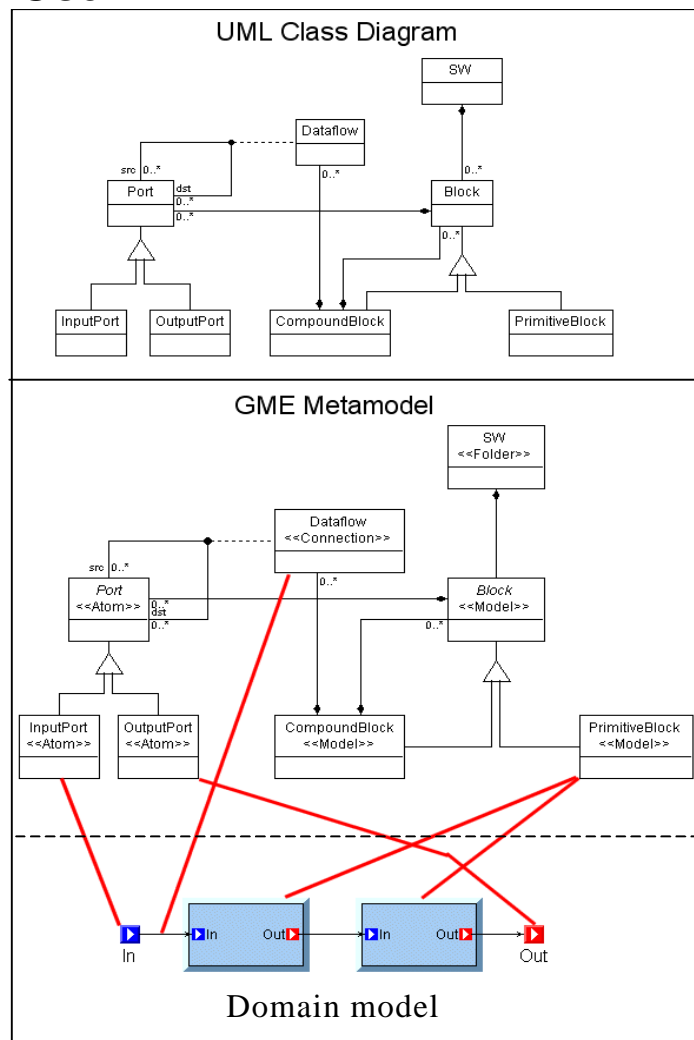 UML Class Diagram
SW
Dataflow
0..*
0..*
src 0..*
Port
dst
0..*
0..*
Block
0..*
InputPort
OutputPort
CompoundBlock
PrimitiveBlock
GME Metamodel
SW
<<Folder>>
Dataflow
<<Connection>>
0..*
src 0..*
Port
<<Atom>>
0..*
dst
0..*
Block
<<Model>>
0..*
InputPort
<<Atom>>
OutputPort
<<Atom>>
CompoundBlock
<<Model>>
PrimitiveBlock
<<Model>>
In
In
Out
In
Out
Out
Domain model